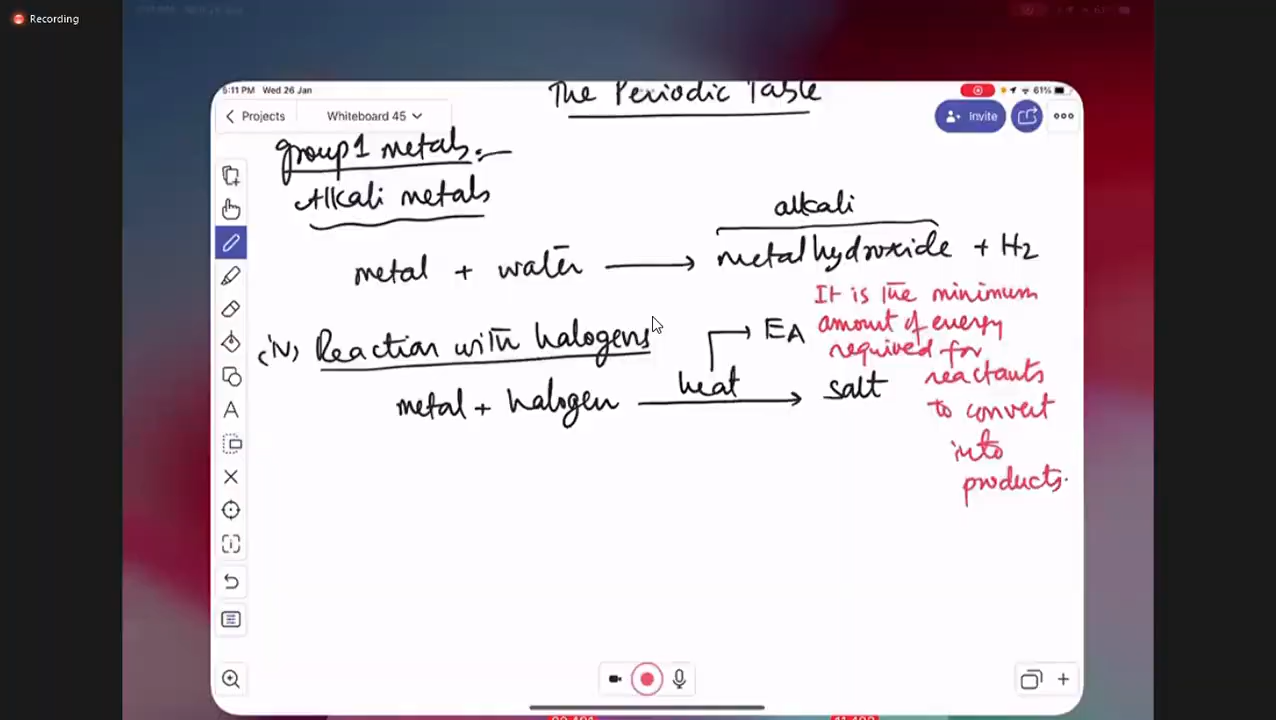 Recording
5:11 PM Wed 26 Jan
61%
The Periodic Table
Projects
Whiteboard 45
Invite
group 1 metals.
Alkali metals
alkali
metal + water → metal hydroxide + H2
(iv) Reaction with halogens
EA
It is the minimum
amount of energy
required for
reactants
to convert
into
products.
metal + halogen heat → salt